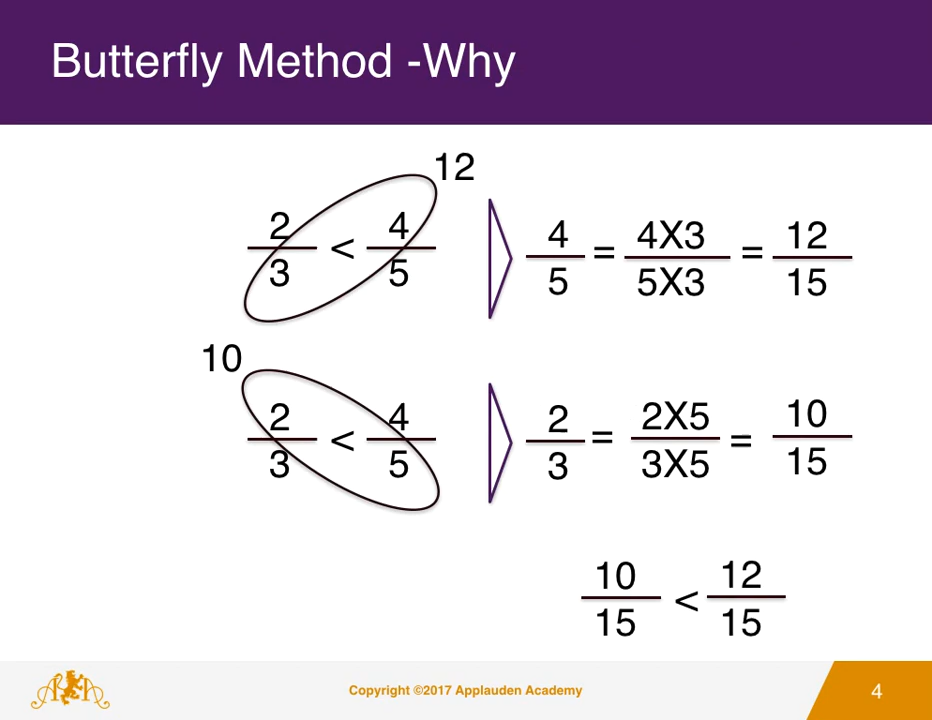 Butterfly Method -Why
12
2/3 < 4/5
4/5 = 4X3/5X3 = 12/15
10
2/3 < 4/5
2/3 = 2X5/3X5 = 10/15
10/15 < 12/15
Copyright ©2017 Applauden Academy
4